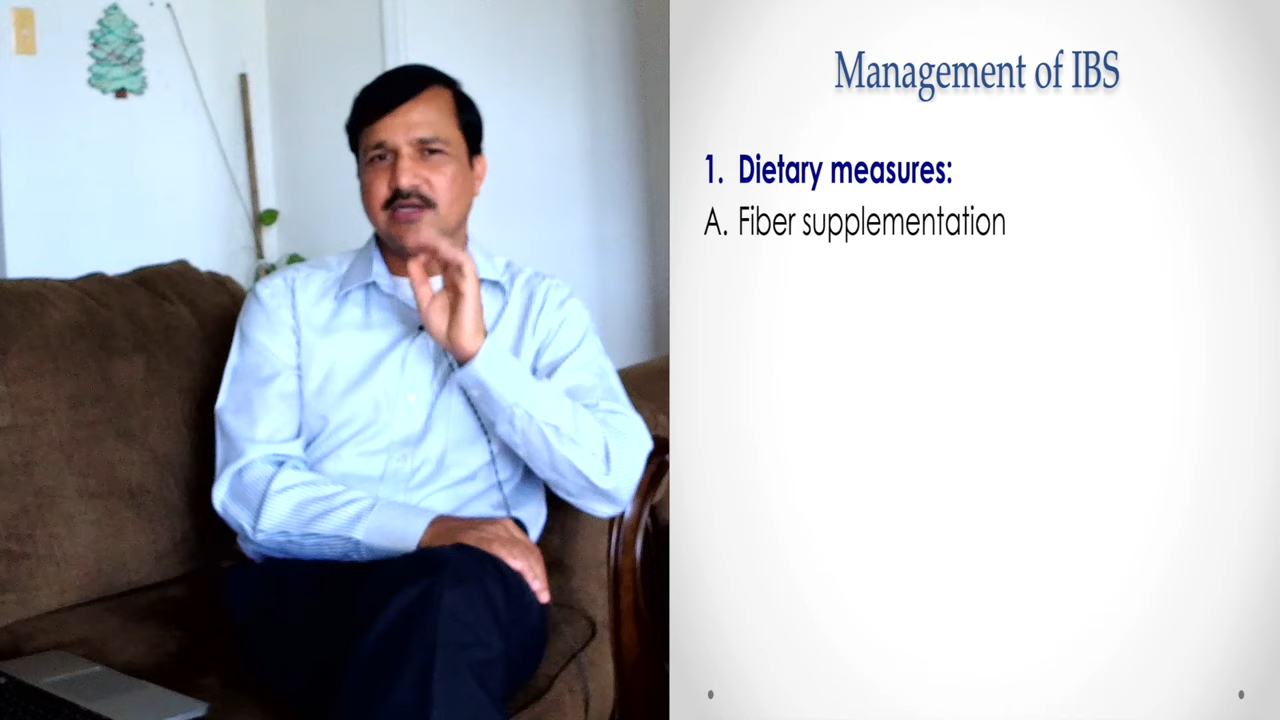 Management of IBS
1. Dietary measures:
A. Fiber supplementation